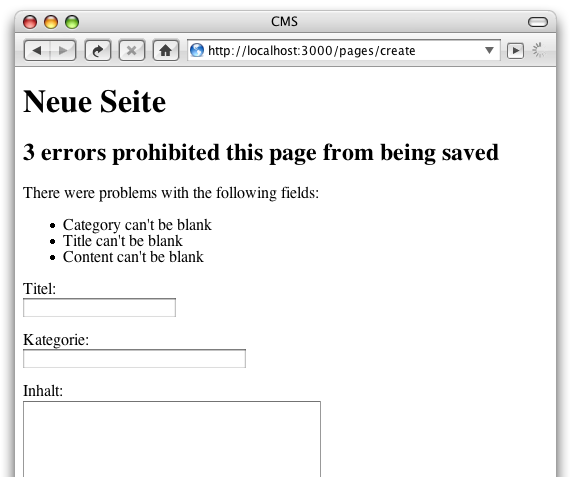 CMS
http://localhost:3000/pages/create
Neue Seite
3 errors prohibited this page from being saved
There were problems with the following fields:
Category can't be blank
Title can't be blank
Content can't be blank
Titel:
Kategorie:
Inhalt: